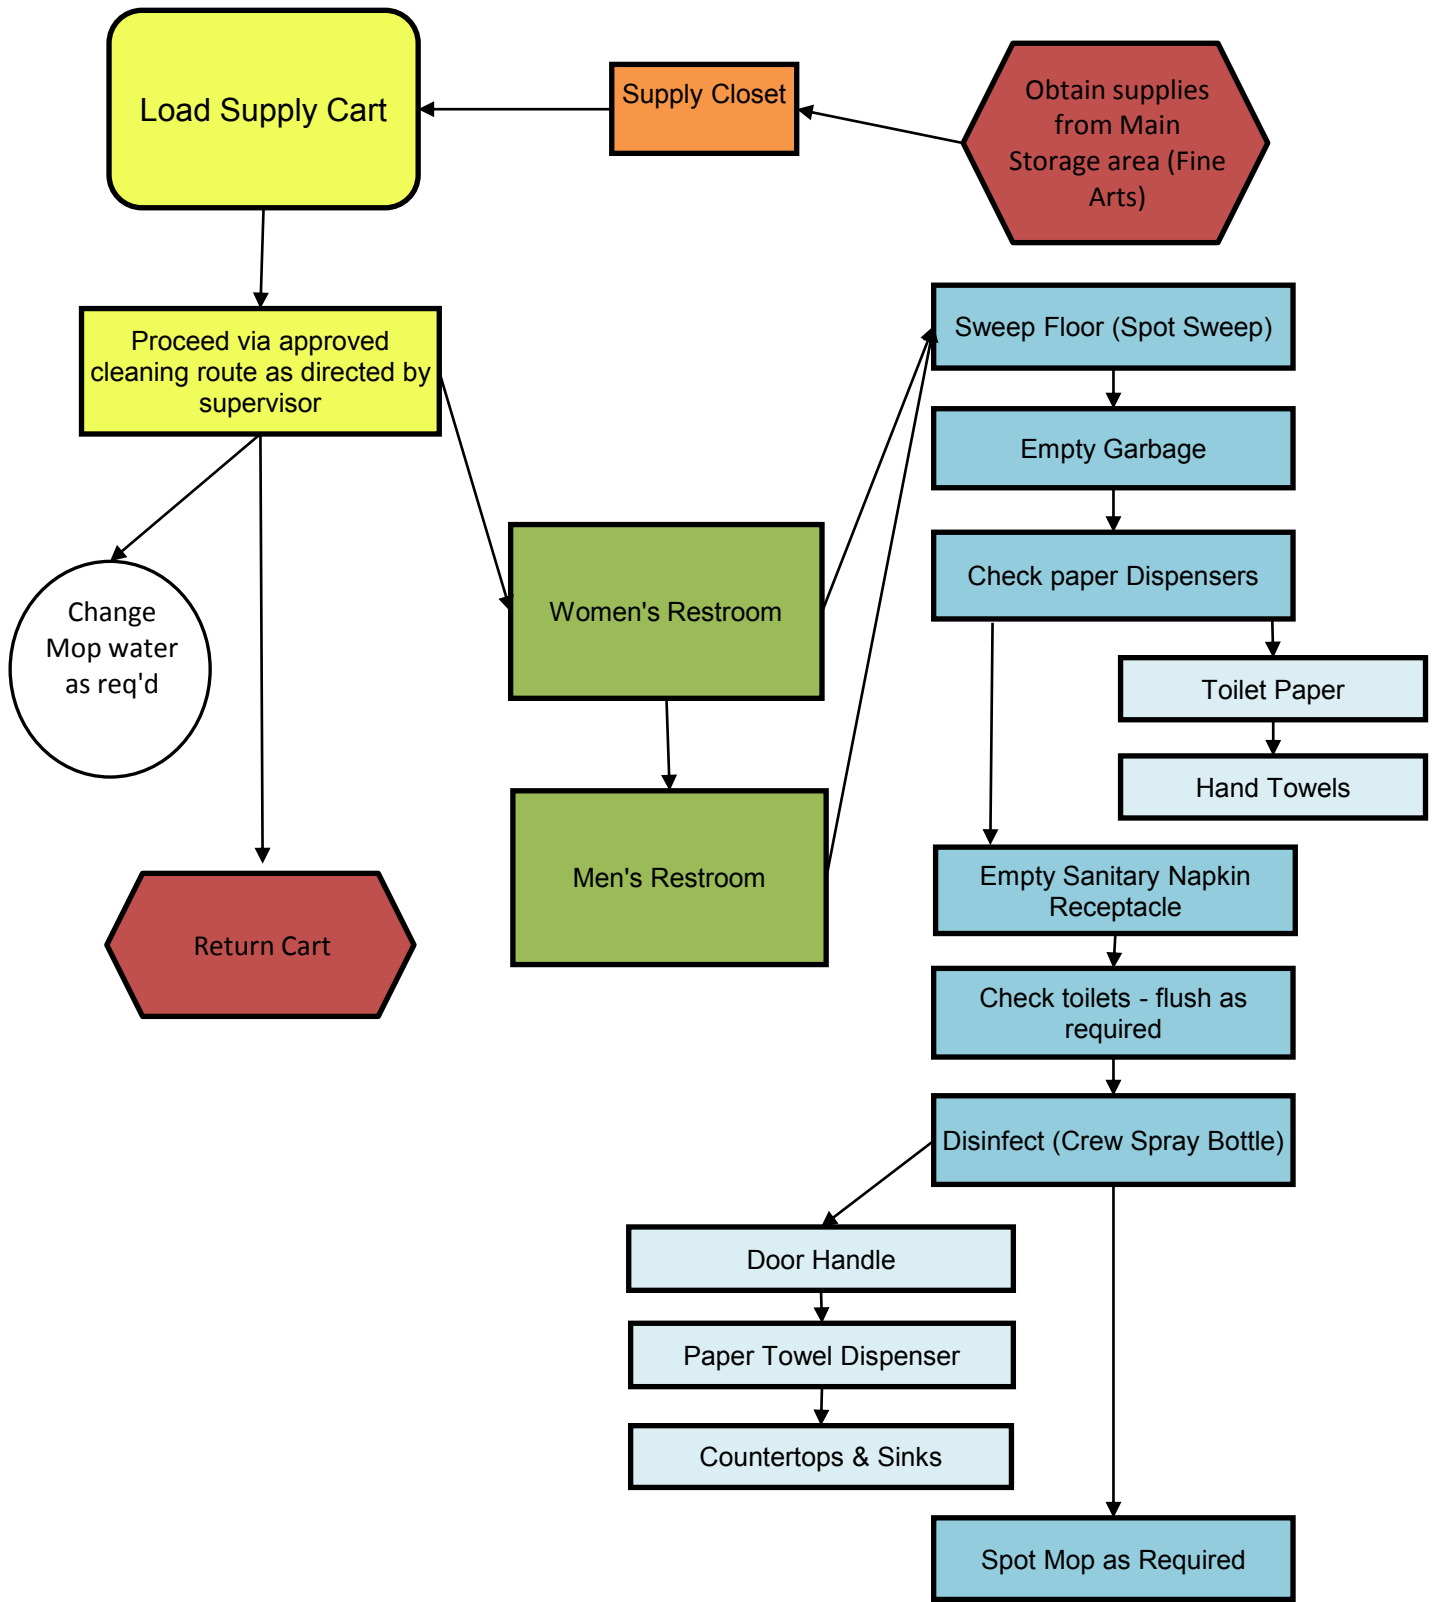 Load Supply Cart
Supply Closet
Obtain supplies
from Main
Storage area (Fine
Arts)
Proceed via approved
cleaning route as directed by
supervisor
Change
Mop water
as req'd
Return Cart
Women's Restroom
Men's Restroom
Sweep Floor (Spot Sweep)
Empty Garbage
Check paper Dispensers
Toilet Paper
Hand Towels
Empty Sanitary Napkin
Receptacle
Check toilets - flush as
required
Disinfect (Crew Spray Bottle)
Door Handle
Paper Towel Dispenser
Countertops & Sinks
Spot Mop as Required